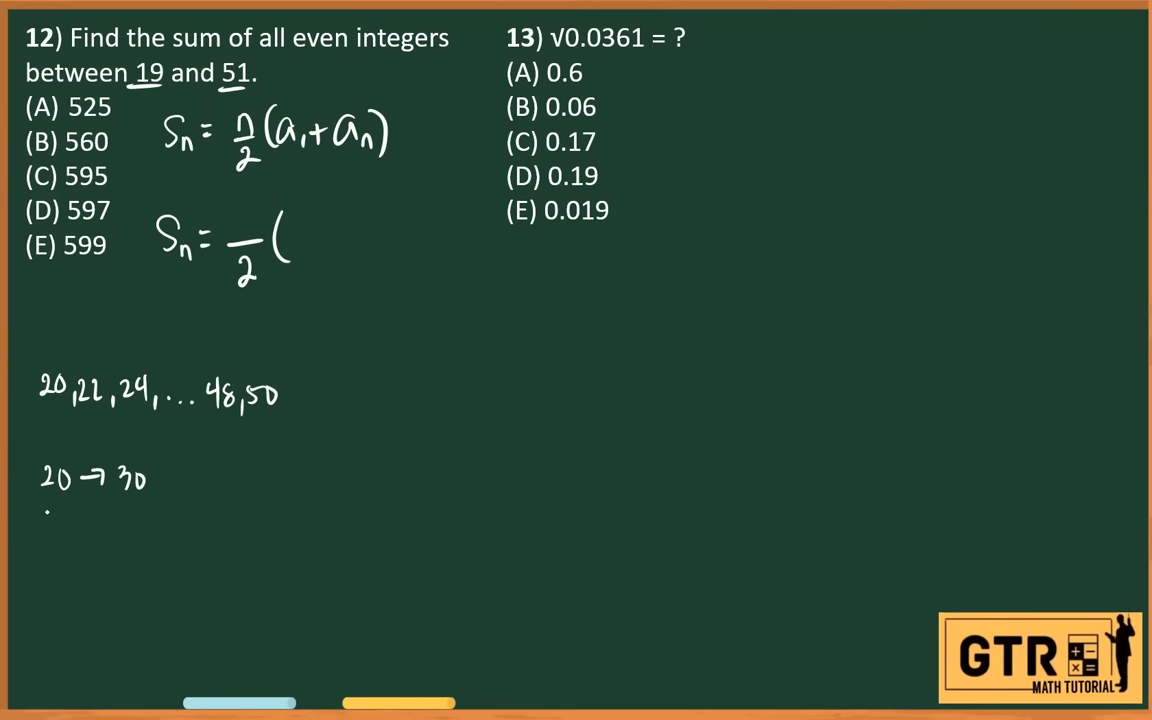 12) Find the sum of all even integers
between 19 and 51.
(A) 525
(B) 560
(C) 595
(D) 597
(E) 599
Sn = n/2 (a1 + an)
Sn = /2 (
20, 22, 24, ... 48, 50
20 → 30
13) √0.0361 = ?
(A) 0.6
(B) 0.06
(C) 0.17
(D) 0.19
(E) 0.019
GTR
MATH TUTORIAL